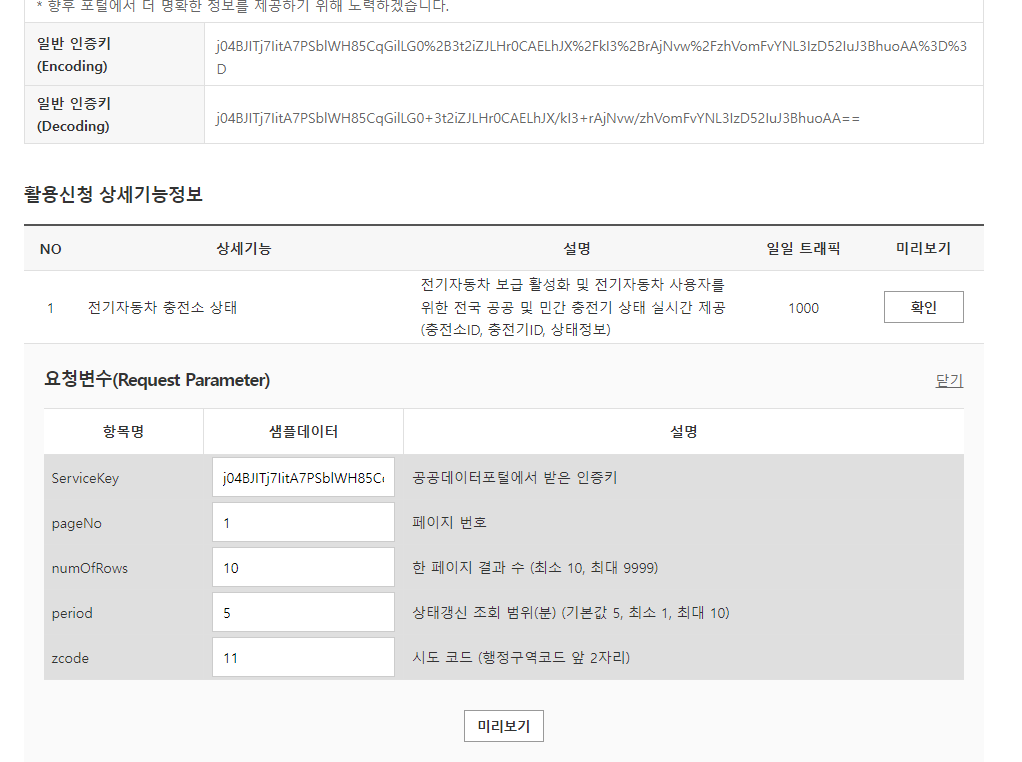 * 향후 포털에서 더 명확한 정보를 제공하기 위해 노력하겠습니다.
일반 인증키
(Encoding)
j04BJITj7IitA7PSblWH85CqGilLG0%2B3t2iZJLHr0CAELhJX%2FkI3%2BrAjNvw%2FzhVomFvYNL3IzD52IuJ3BhuoAA%3D%3
D
일반 인증키
(Decoding)
j04BJITj7IitA7PSblWH85CqGilLG0+3t2iZJLHr0CAELhJX/kI3+rAjNvw/zhVomFvYNL3IzD52IuJ3BhuoAA==
활용신청 상세기능정보
NO 상세기능 설명 일일 트래픽 미리보기
전기자동차 보급 활성화 및 전기자동차 사용자를
1 전기자동차 충전소 상태 위한 전국 공공 및 민간 충전기 상태 실시간 제공 1000 확인
(충전소ID, 충전기ID, 상태정보)
요청변수(Request Parameter) 닫기
항목명 샘플데이터 설명
ServiceKey j04BJITj7IitA7PSblWH85C 공공데이터포털에서 받은 인증키
pageNo 1 페이지 번호
numOfRows 10 한 페이지 결과 수 (최소 10, 최대 9999)
period 5 상태갱신 조회 범위(분) (기본값 5, 최소 1, 최대 10)
zcode 11 시도 코드 (행정구역코드 앞 2자리)
미리보기